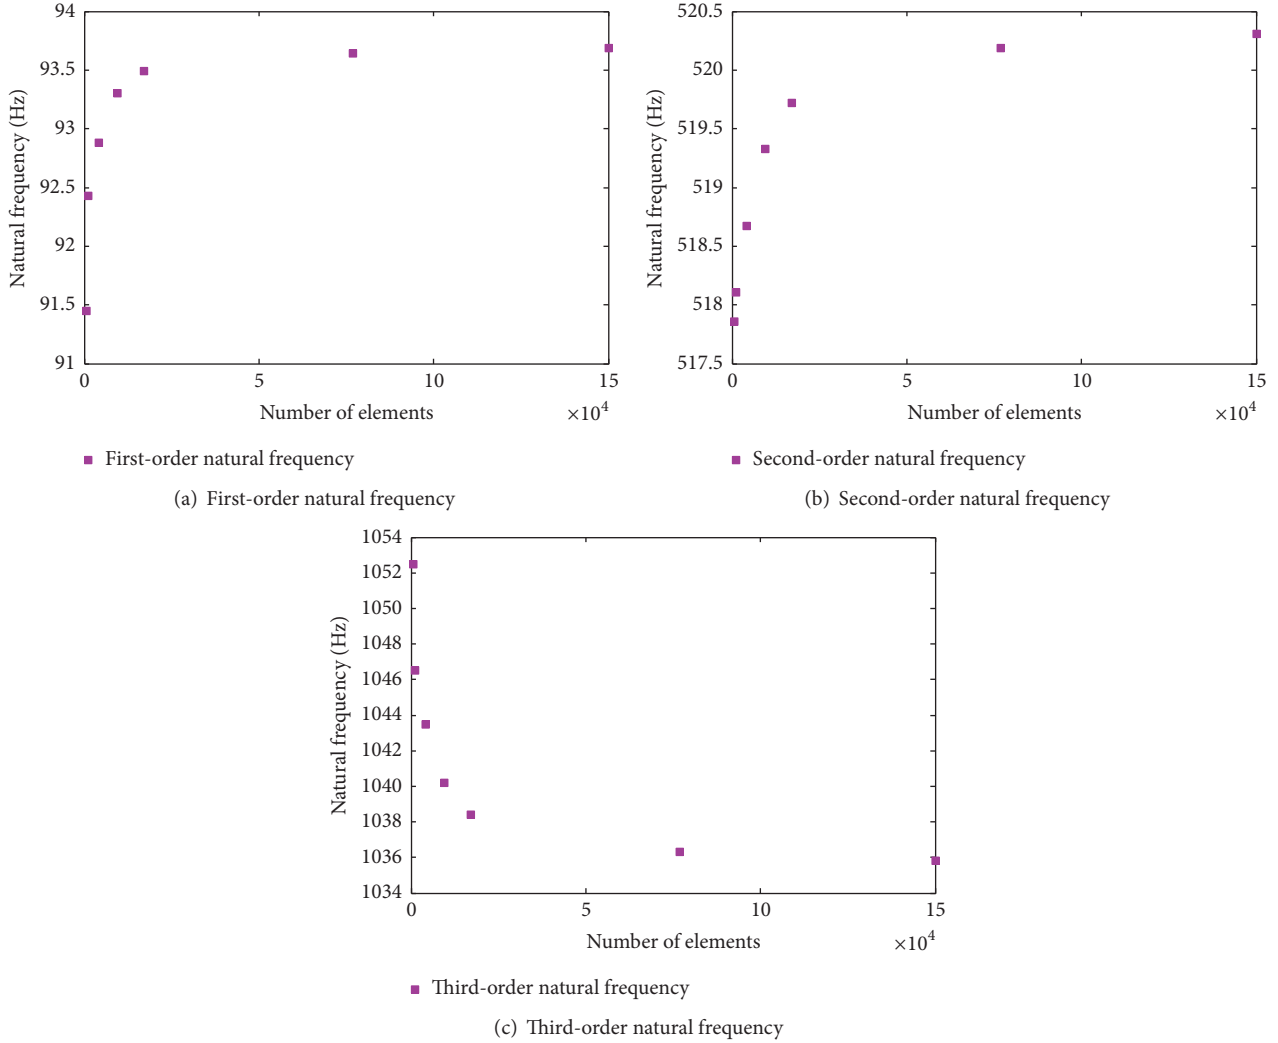 94
93.5
93
92.5
92
91.5
91
Natural frequency (Hz)
0 5 10 15
Number of elements
×10⁴
First-order natural frequency
(a) First-order natural frequency
520.5
520
519.5
519
518.5
518
517.5
Natural frequency (Hz)
0 5 10 15
Number of elements
×10⁴
Second-order natural frequency
(b) Second-order natural frequency
1054
1052
1050
1048
1046
1044
1042
1040
1038
1036
1034
Natural frequency (Hz)
0 5 10 15
Number of elements
×10⁴
Third-order natural frequency
(c) Third-order natural frequency